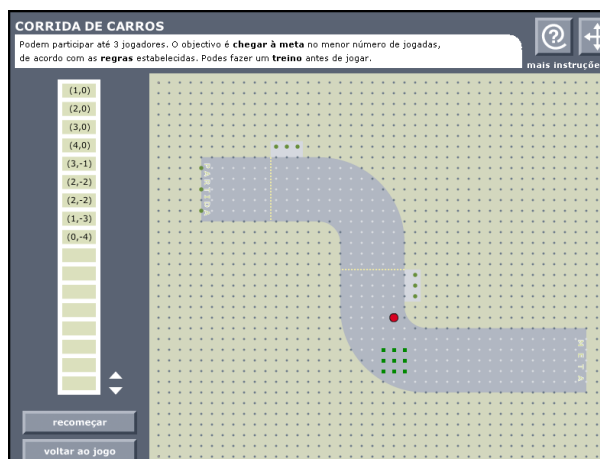 CORRIDA DE CARROS
Podem participar até 3 jogadores. O objectivo é chegar à meta no menor número de jogadas,
de acordo com as regras estabelecidas. Podes fazer um treino antes de jogar.
mais instruçõe
(1,0)
(2,0)
(3,0)
(4,0)
(3,-1)
(2,-2)
(2,-2)
(1,-3)
(0,-4)
PARTIDA
META
recomeçar
voltar ao jogo